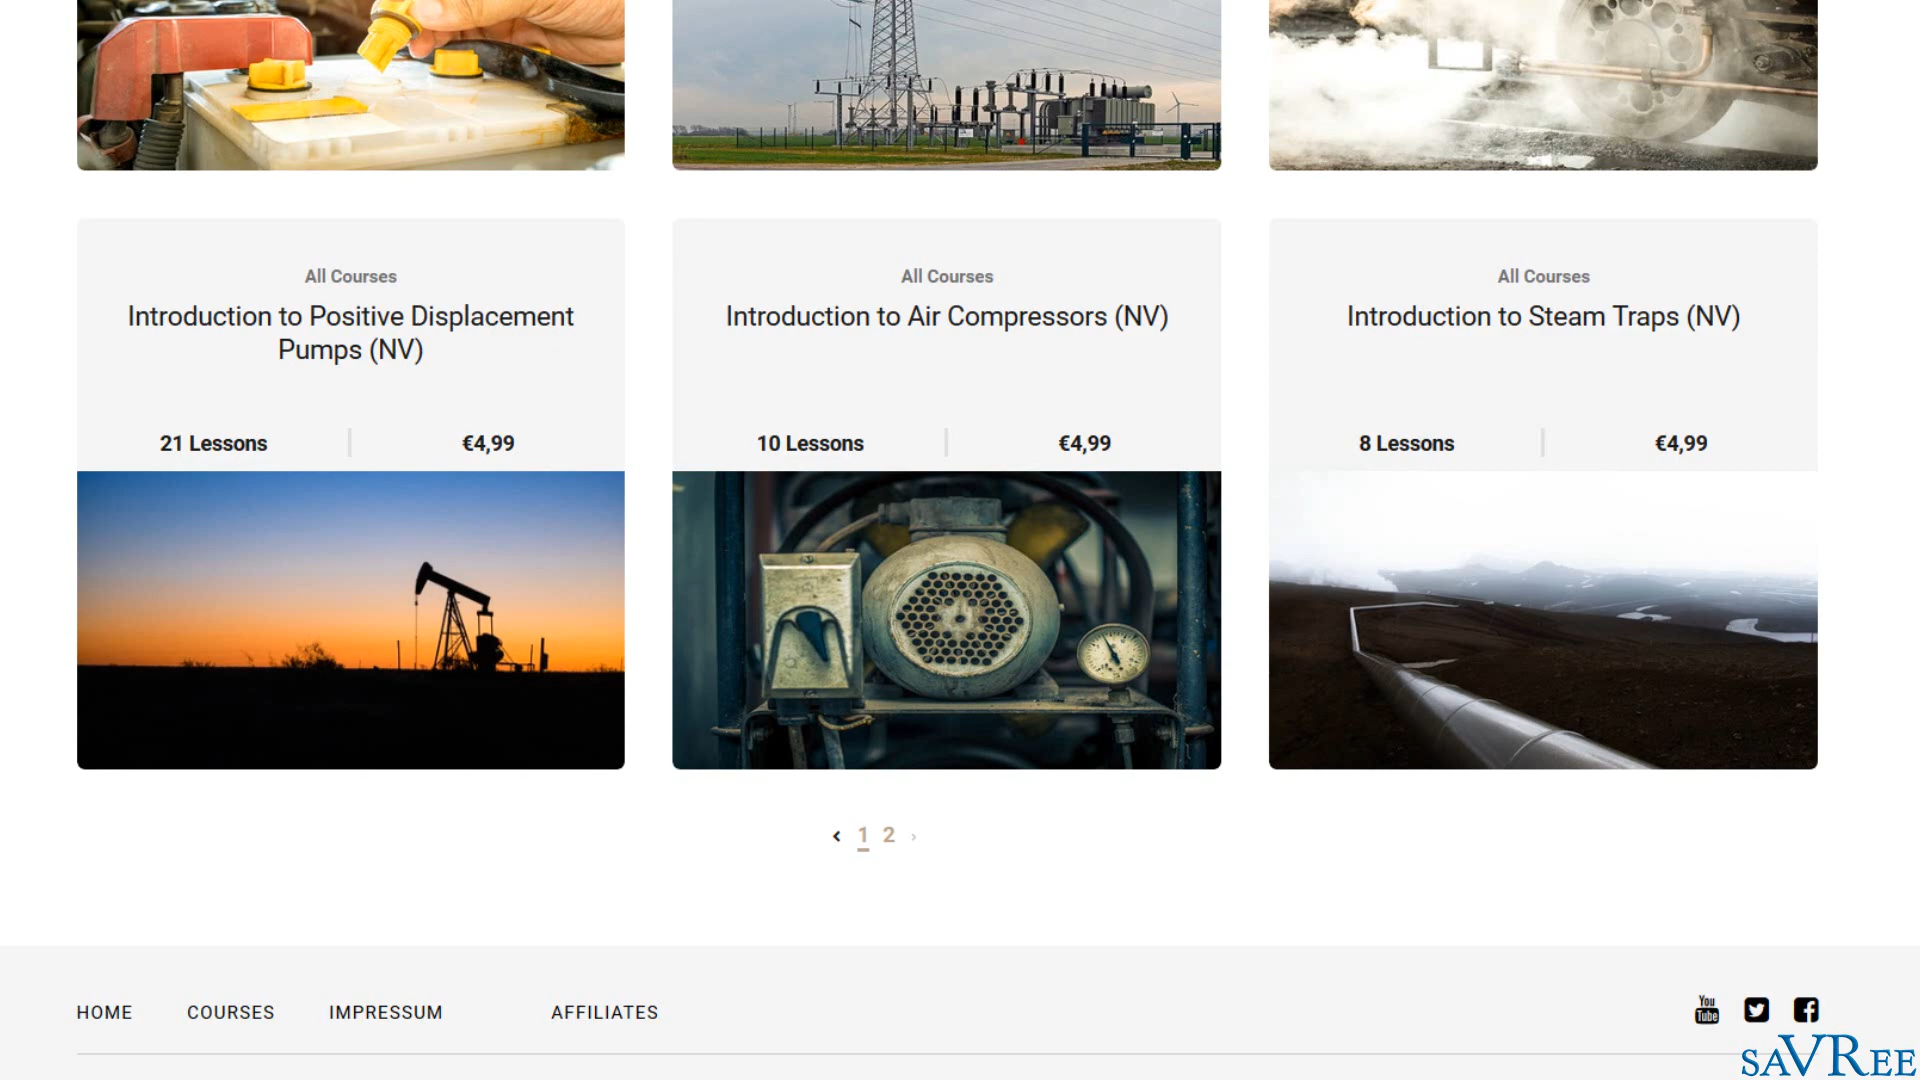 All Courses
Introduction to Positive Displacement
Pumps (NV)
21 Lessons
€4,99
All Courses
Introduction to Air Compressors (NV)
10 Lessons
€4,99
All Courses
Introduction to Steam Traps (NV)
8 Lessons
€4,99
‹ 1 2 ›
HOME
COURSES
IMPRESSUM
AFFILIATES
You
Tube
saVRee